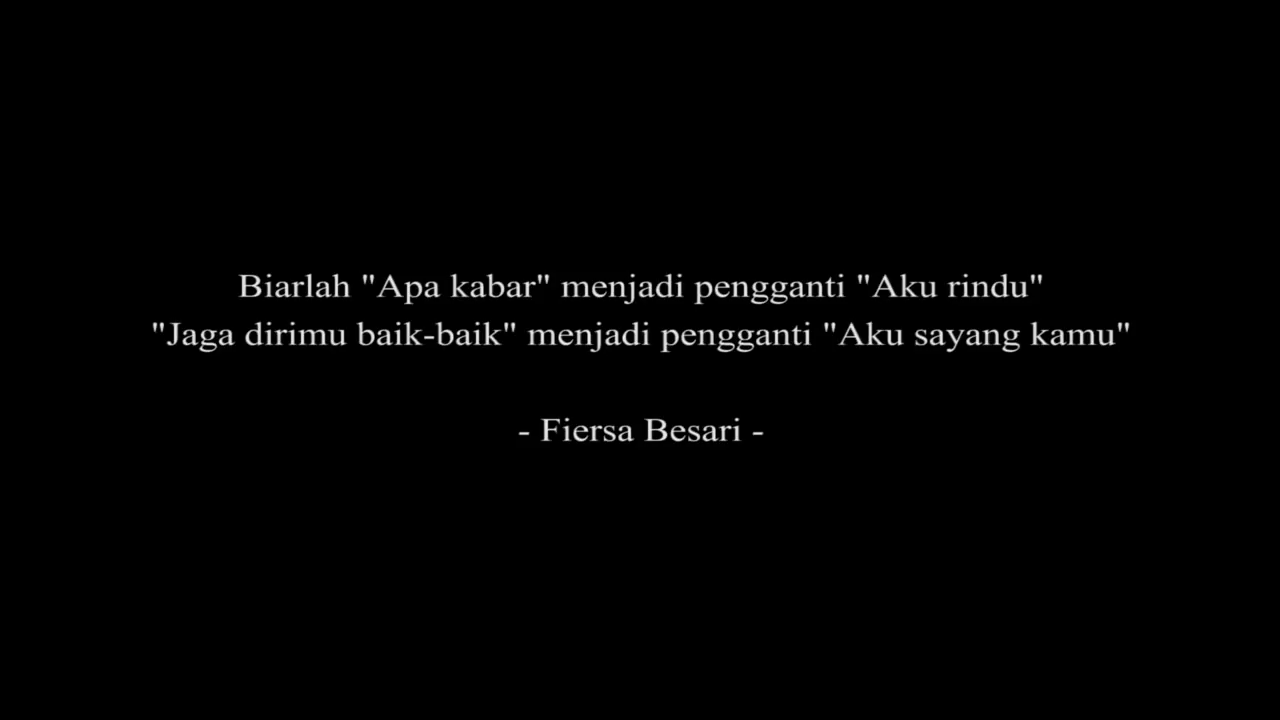 Biarlah "Apa kabar" menjadi pengganti "Aku rindu"
"Jaga dirimu baik-baik" menjadi pengganti "Aku sayang kamu"
- Fiersa Besari -